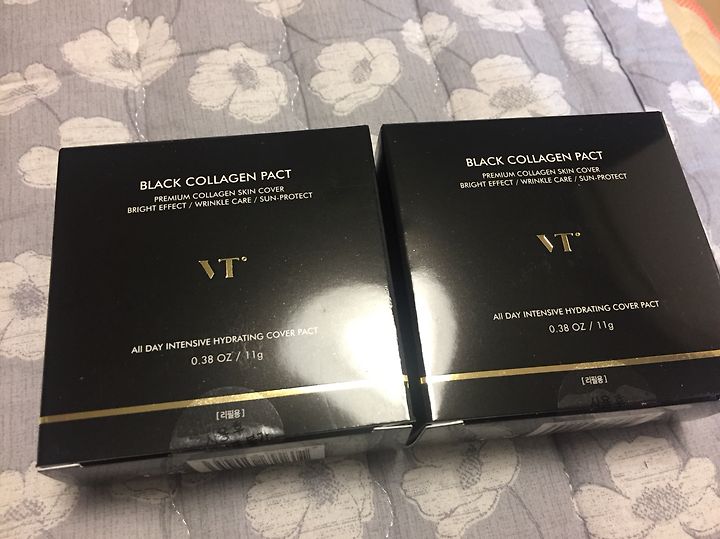 BLACK COLLAGEN PACT
PREMIUM COLLAGEN SKIN COVER
BRIGHT EFFECT / WRINKLE CARE / SUN-PROTECT
VT
All DAY INTENSIVE HYDRATING COVER PACT
0.38 OZ / 11g
[리필용]
BLACK COLLAGEN PACT
PREMIUM COLLAGEN SKIN COVER
BRIGHT EFFECT / WRINKLE CARE / SUN-PROTECT
VT
All DAY INTENSIVE HYDRATING COVER PACT
0.38 OZ / 11g
[리필용]